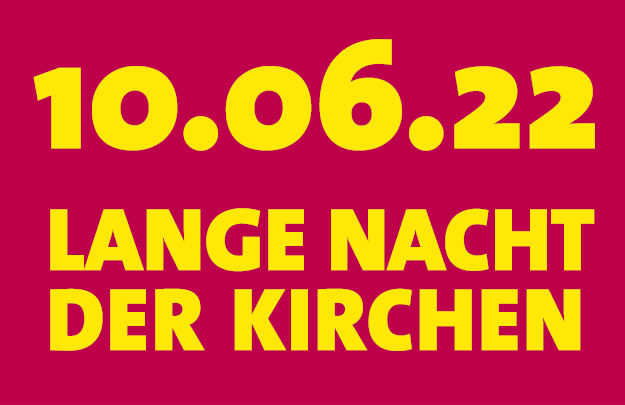 10.06.22
LANGE NACHT
DER KIRCHEN